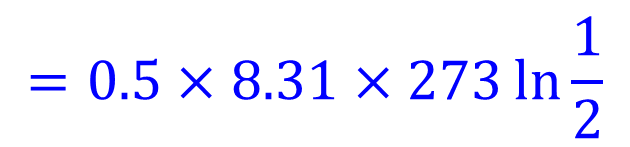 = 0.5 × 8.31 × 273 ln 1/2